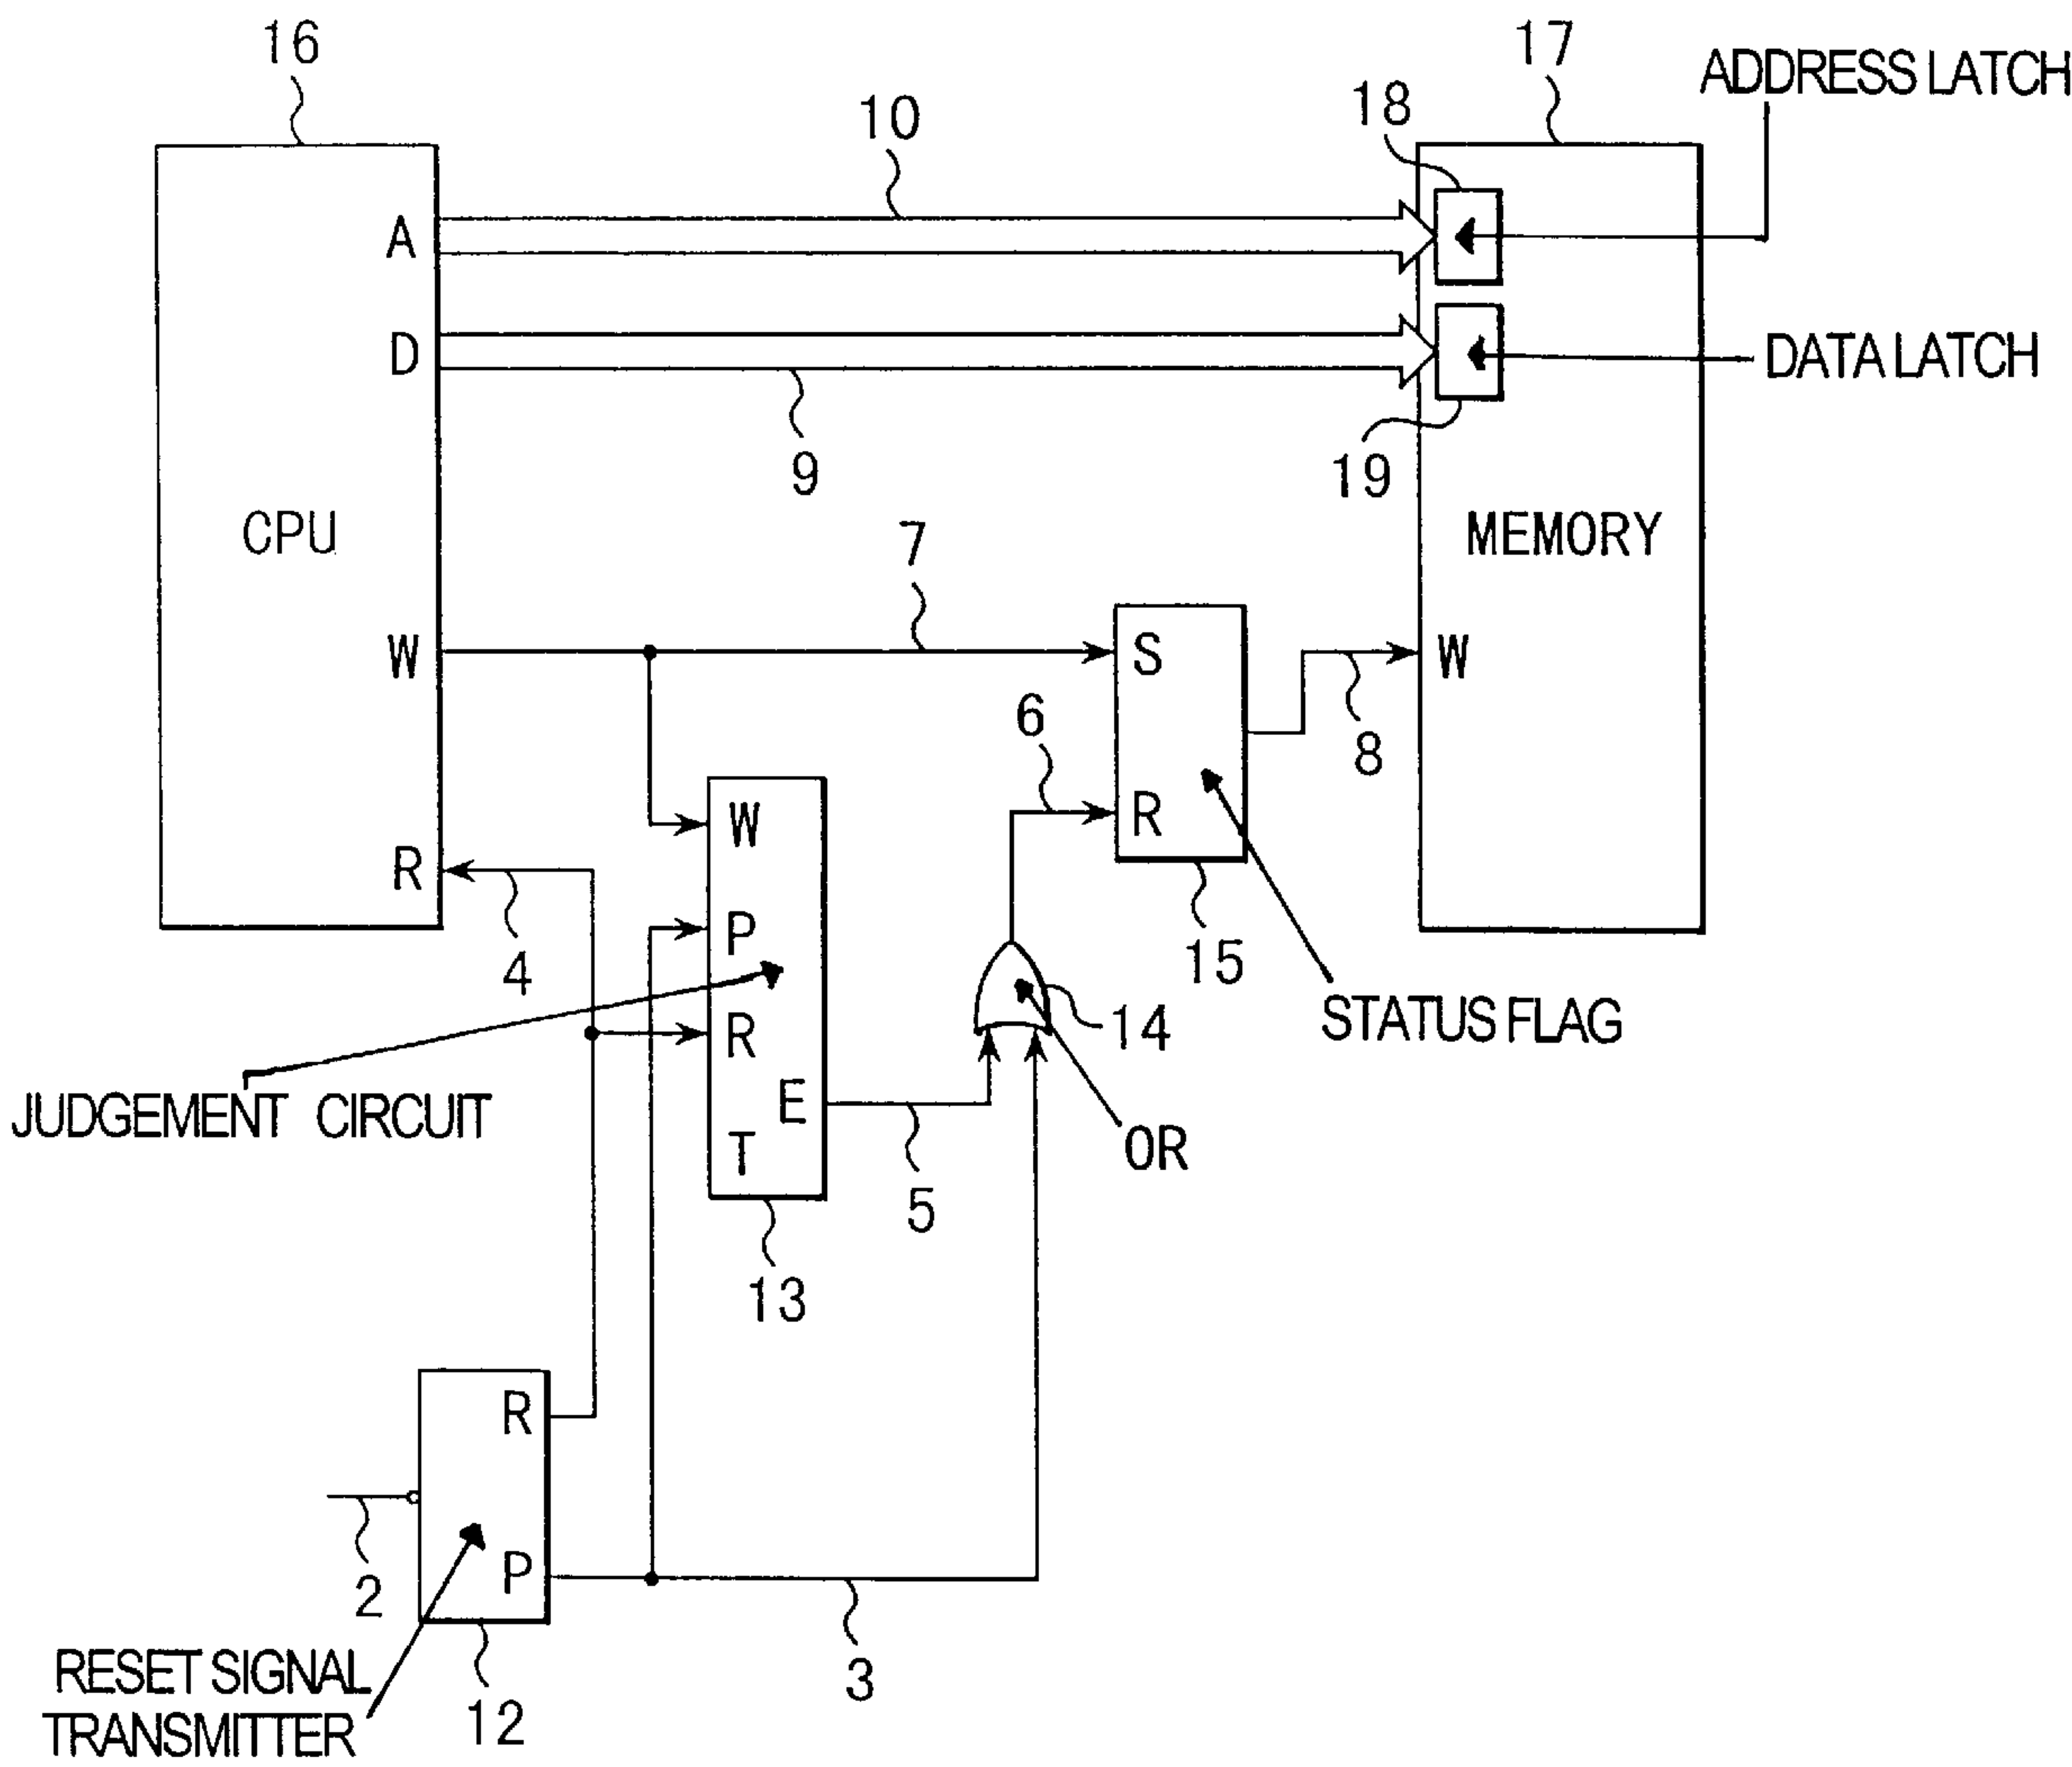 16
17
ADDRESS LATCH
18
10
A
D
DATA LATCH
9
19
CPU
MEMORY
7
W
S
W
6
8
W
R
R
P
4
15
R
14
STATUS FLAG
JUDGEMENT CIRCUIT
E
T
OR
5
13
R
2
P
3
RESET SIGNAL
TRANSMITTER
12